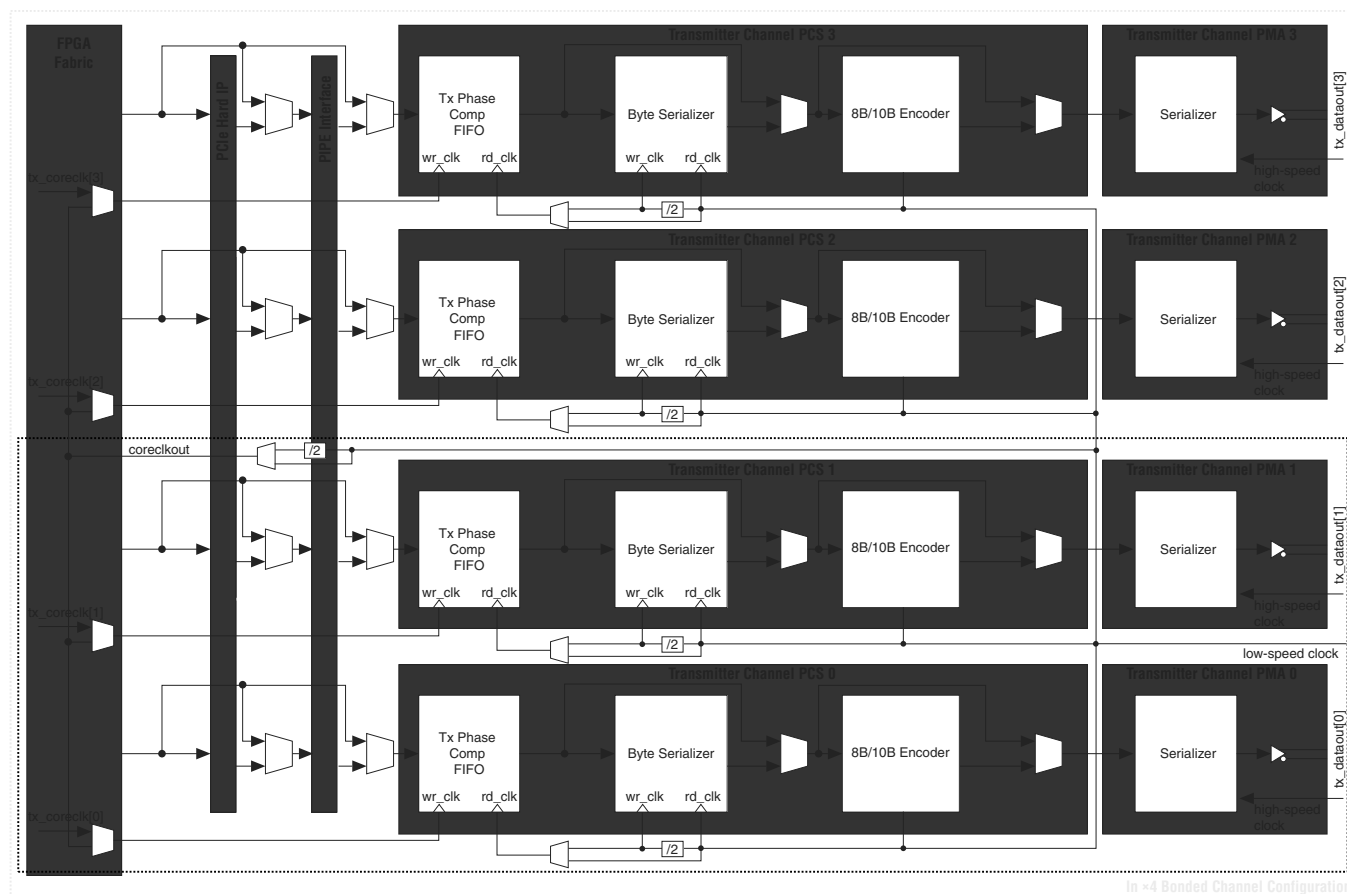 FPGA
Fabric
PCIe Hard IP
PIPE Interface
Transmitter Channel PCS 3
Transmitter Channel PMA 3
Tx Phase
Comp
FIFO
wr_clk rd_clk
Byte Serializer
wr_clk rd_clk
8B/10B Encoder
Serializer
high-speed
clock
tx_dataout[3]
tx_coreclk[3]
/2
Transmitter Channel PCS 2
Transmitter Channel PMA 2
Tx Phase
Comp
FIFO
wr_clk rd_clk
Byte Serializer
wr_clk rd_clk
8B/10B Encoder
Serializer
high-speed
clock
tx_dataout[2]
tx_coreclk[2]
/2
coreclkout
/2
Transmitter Channel PCS 1
Transmitter Channel PMA 1
Tx Phase
Comp
FIFO
wr_clk rd_clk
Byte Serializer
wr_clk rd_clk
8B/10B Encoder
Serializer
high-speed
clock
tx_dataout[1]
tx_coreclk[1]
/2
low-speed clock
Transmitter Channel PCS 0
Transmitter Channel PMA 0
Tx Phase
Comp
FIFO
wr_clk rd_clk
Byte Serializer
wr_clk rd_clk
8B/10B Encoder
Serializer
high-speed
clock
tx_dataout[0]
tx_coreclk[0]
/2
In ×4 Bonded Channel Configuration